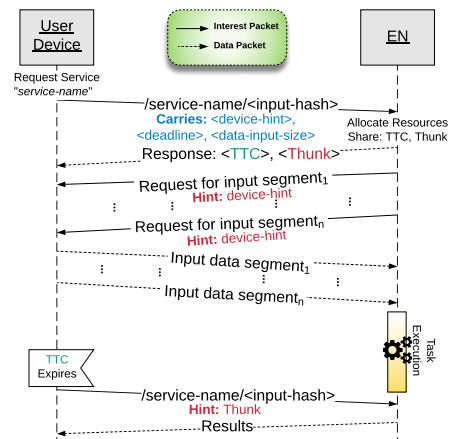 User
Device
Interest Packet
Data Packet
EN
Request Service
"service-name"
/service-name/<input-hash>
Carries: <device-hint>,
<deadline>, <data-input-size>
Allocate Resources
Share: TTC, Thunk
Response: <TTC>, <Thunk>
Request for input segment1
Hint: device-hint
Request for input segmentn
Hint: device-hint
Input data segment1
Input data segmentn
Task
Execution
TTC
Expires
/service-name/<input-hash>
Hint: Thunk
Results